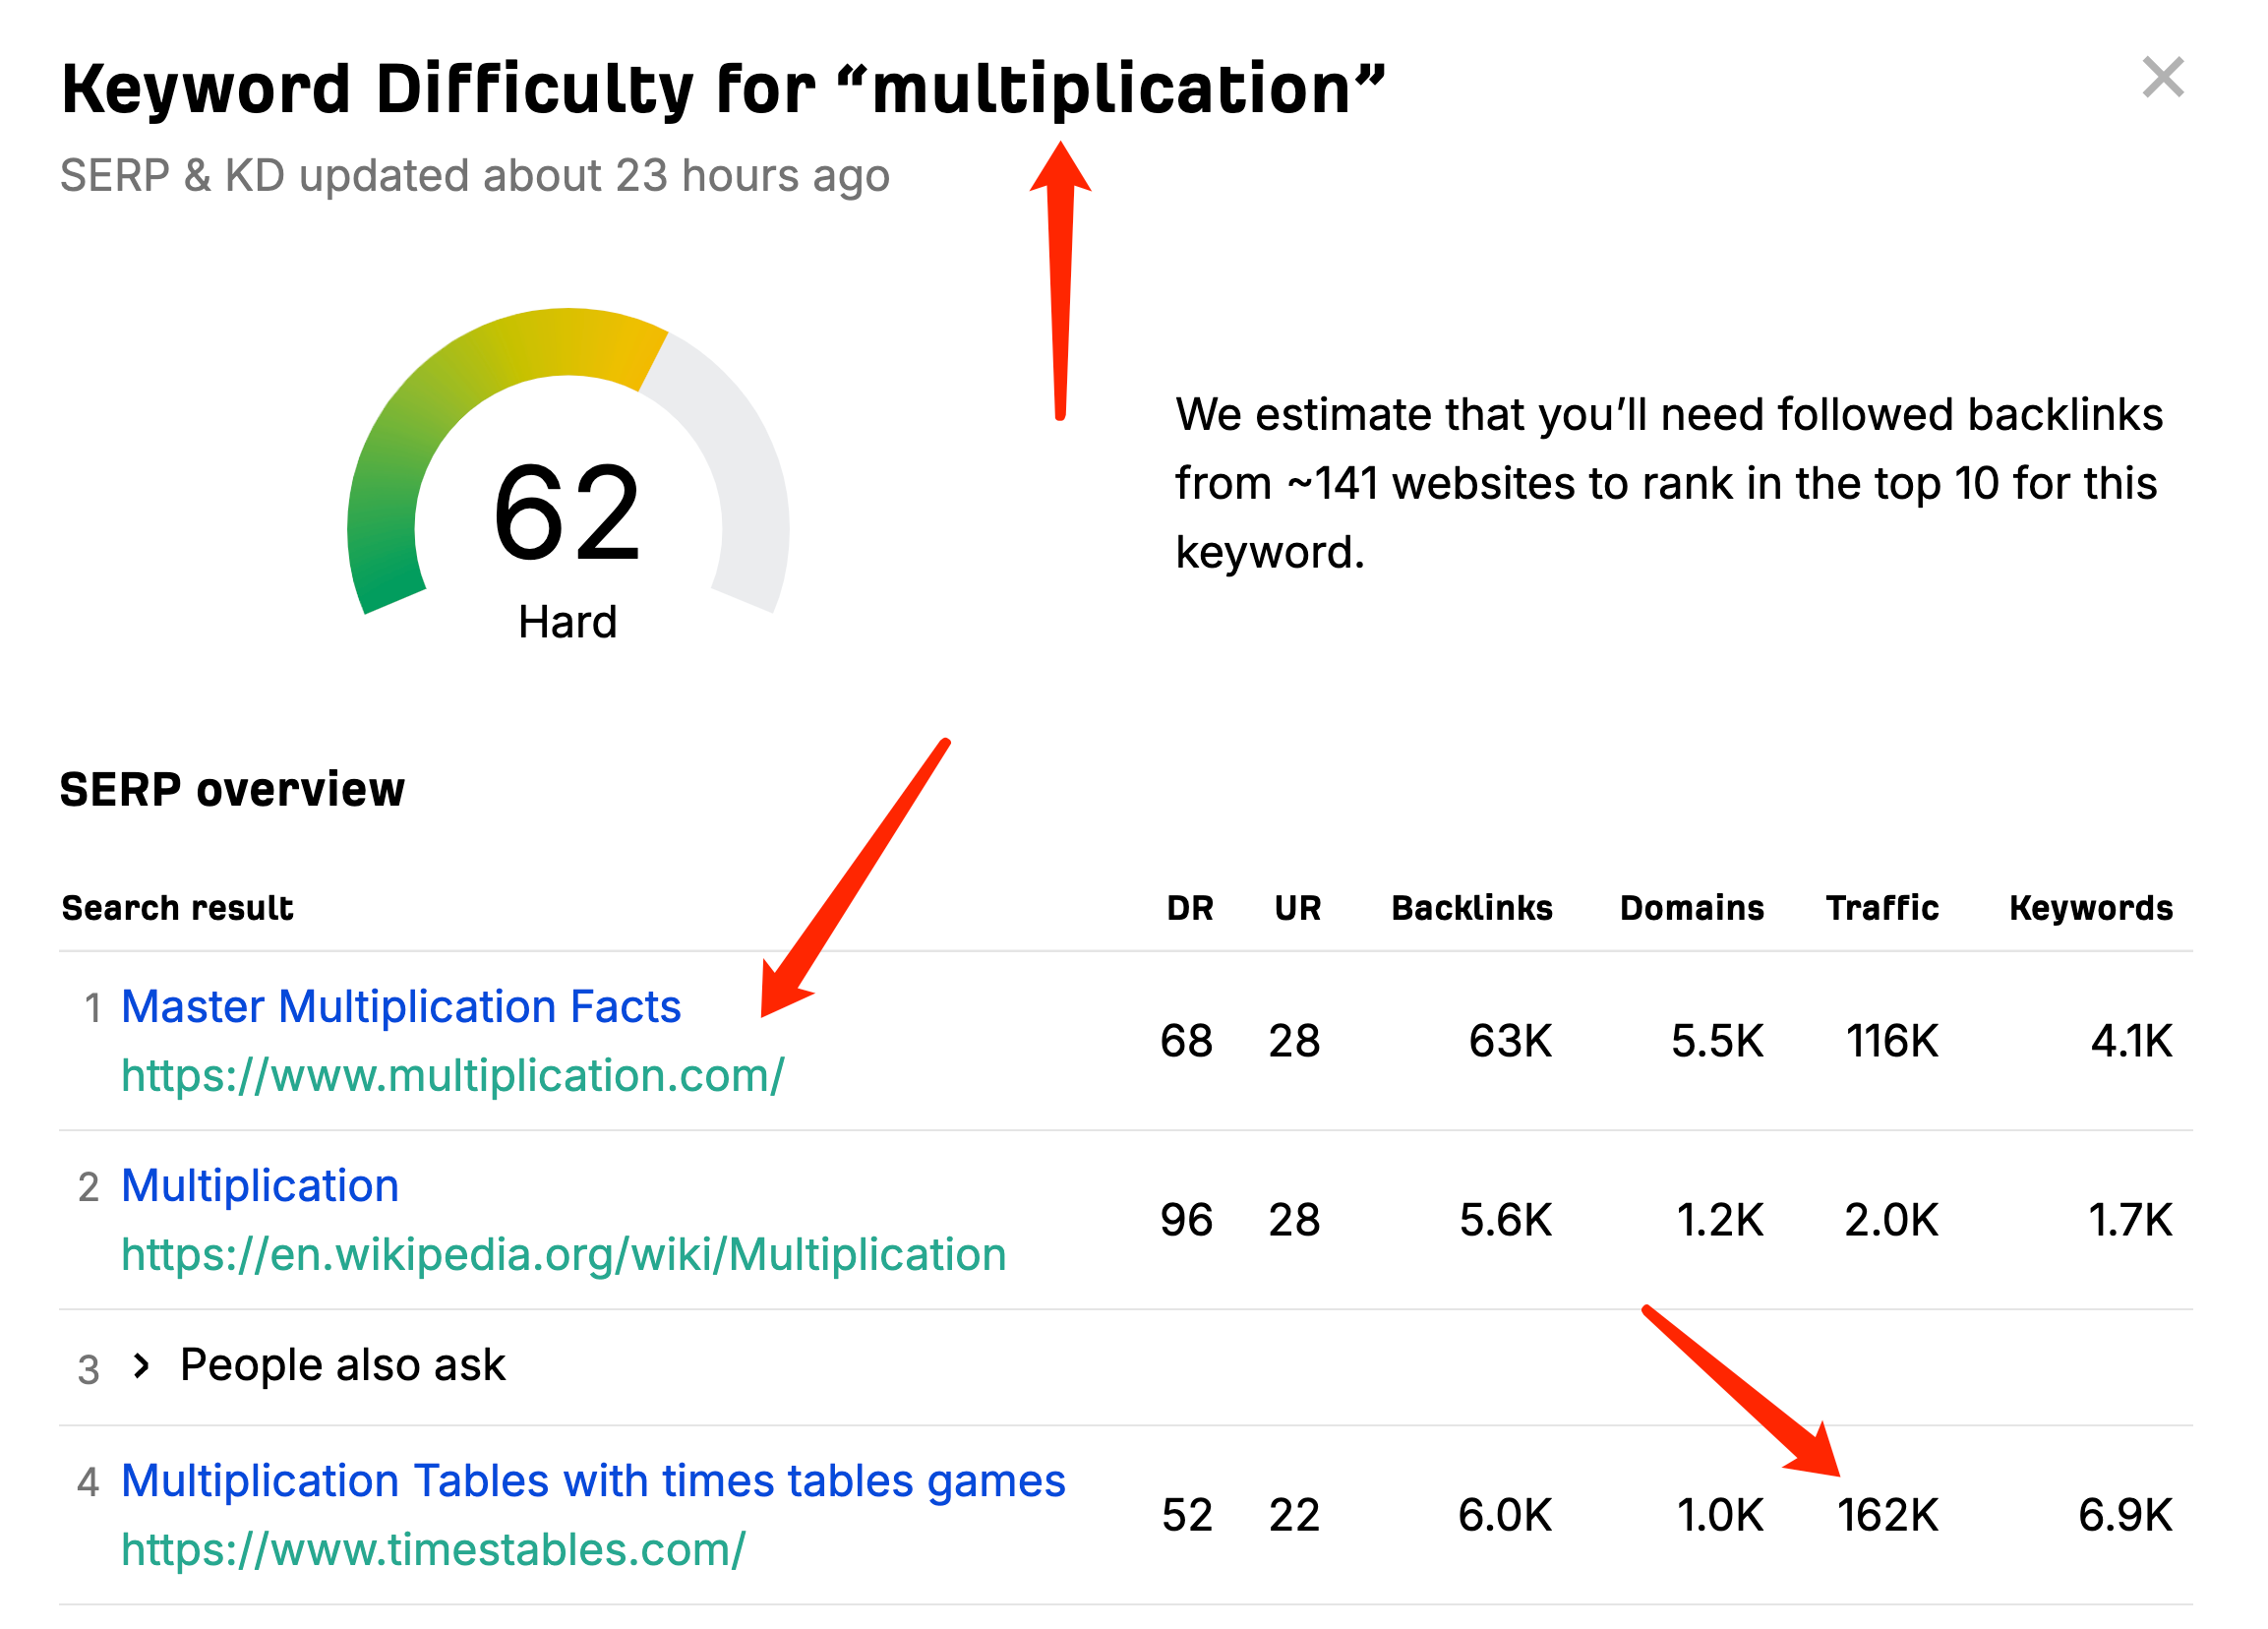 Keyword Difficulty for “multiplication”
SERP & KD updated about 23 hours ago
62
Hard
We estimate that you’ll need followed backlinks
from ~141 websites to rank in the top 10 for this
keyword.
SERP overview
Search result DR UR Backlinks Domains Traffic Keywords
1 Master Multiplication Facts
https://www.multiplication.com/
68 28 63K 5.5K 116K 4.1K
2 Multiplication
https://en.wikipedia.org/wiki/Multiplication
96 28 5.6K 1.2K 2.0K 1.7K
3 > People also ask
4 Multiplication Tables with times tables games
https://www.timestables.com/
52 22 6.0K 1.0K 162K 6.9K